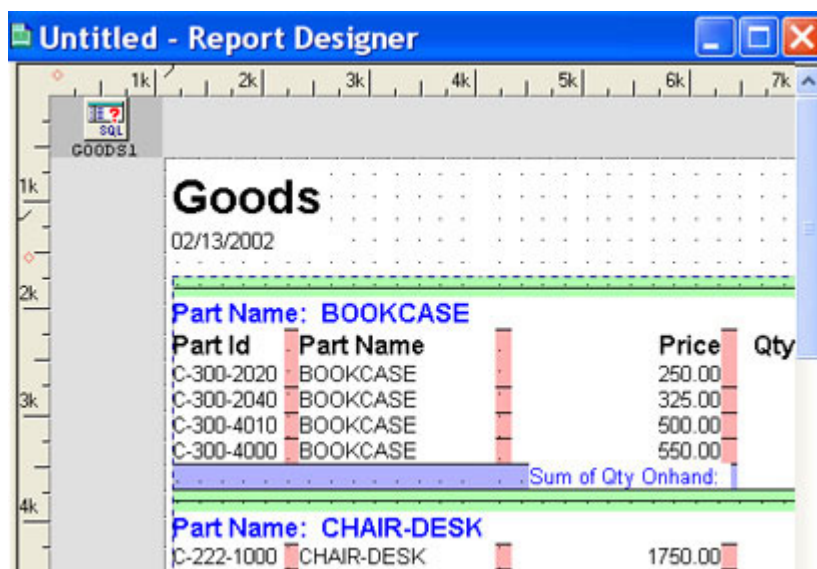 Untitled - Report Designer
1k 2k 3k 4k 5k 6k 7k
SQL
GOODS1
1k
Goods
02/13/2002
2k
Part Name: BOOKCASE
Part Id Part Name Price Qty
C-300-2020 BOOKCASE 250.00
3k
C-300-2040 BOOKCASE 325.00
C-300-4010 BOOKCASE 500.00
C-300-4000 BOOKCASE 550.00
Sum of Qty Onhand:
4k
Part Name: CHAIR-DESK
C-222-1000 CHAIR-DESK 1750.00